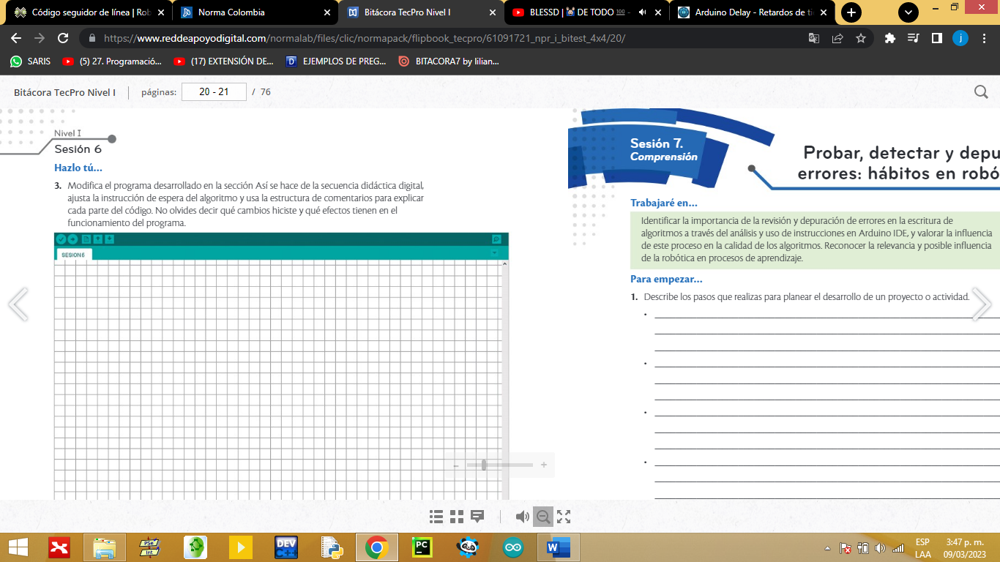 Código seguidor de línea | Rob
Norma Colombia
Bitácora TecPro Nivel I
BLESSD | DE TODO 💯 -
Arduino Delay - Retardos de ti
https://www.reddeapoyodigital.com/normalab/files/clic/normapack/flipbook_tecpro/61091721_npr_i_bitest_4x4/20/
j
SARIS
(5) 27. Programació...
(17) EXTENSIÓN DE...
EJEMPLOS DE PREG...
BITACORA7 by lilian...
Bitácora TecPro Nivel I
páginas:
20 - 21
/ 76
Nivel I
Sesión 6
Hazlo tú...
3. Modifica el programa desarrollado en la sección Así se hace de la secuencia didáctica digital,
ajusta la instrucción de espera del algoritmo y usa la estructura de comentarios para explicar
cada parte del código. No olvides decir qué cambios hiciste y qué efectos tienen en el
funcionamiento del programa.
SESION 6
Sesión 7.
Comprensión
Probar, detectar y depu
errores: hábitos en robó
Trabajaré en...
Identificar la importancia de la revisión y depuración de errores en la escritura de
algoritmos a través del análisis y uso de instrucciones en Arduino IDE, y valorar la influencia
de este proceso en la calidad de los algoritmos. Reconocer la relevancia y posible influencia
de la robótica en procesos de aprendizaje.
Para empezar...
1. Describe los pasos que realizas para planear el desarrollo de un proyecto o actividad.
PSe
Int
DEV
C++
PC
W
ESP
LAA
3:47 p. m.
09/03/2023